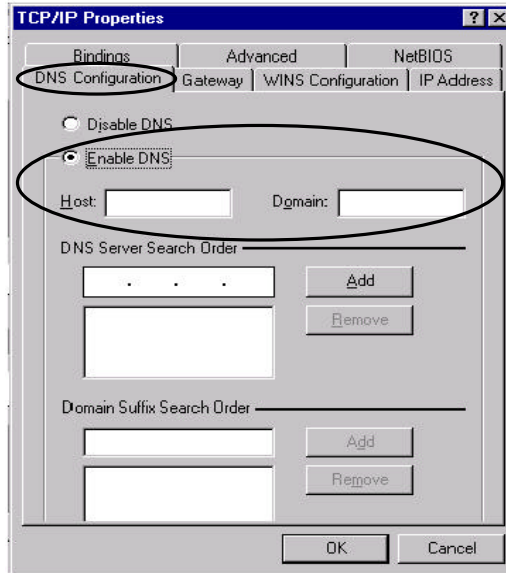 TCP/IP Properties
Bindings Advanced NetBIOS
DNS Configuration Gateway WINS Configuration IP Address
Disable DNS
Enable DNS
Host: Domain:
DNS Server Search Order
. . . Add
Remove
Domain Suffix Search Order
Add
Remove
OK Cancel